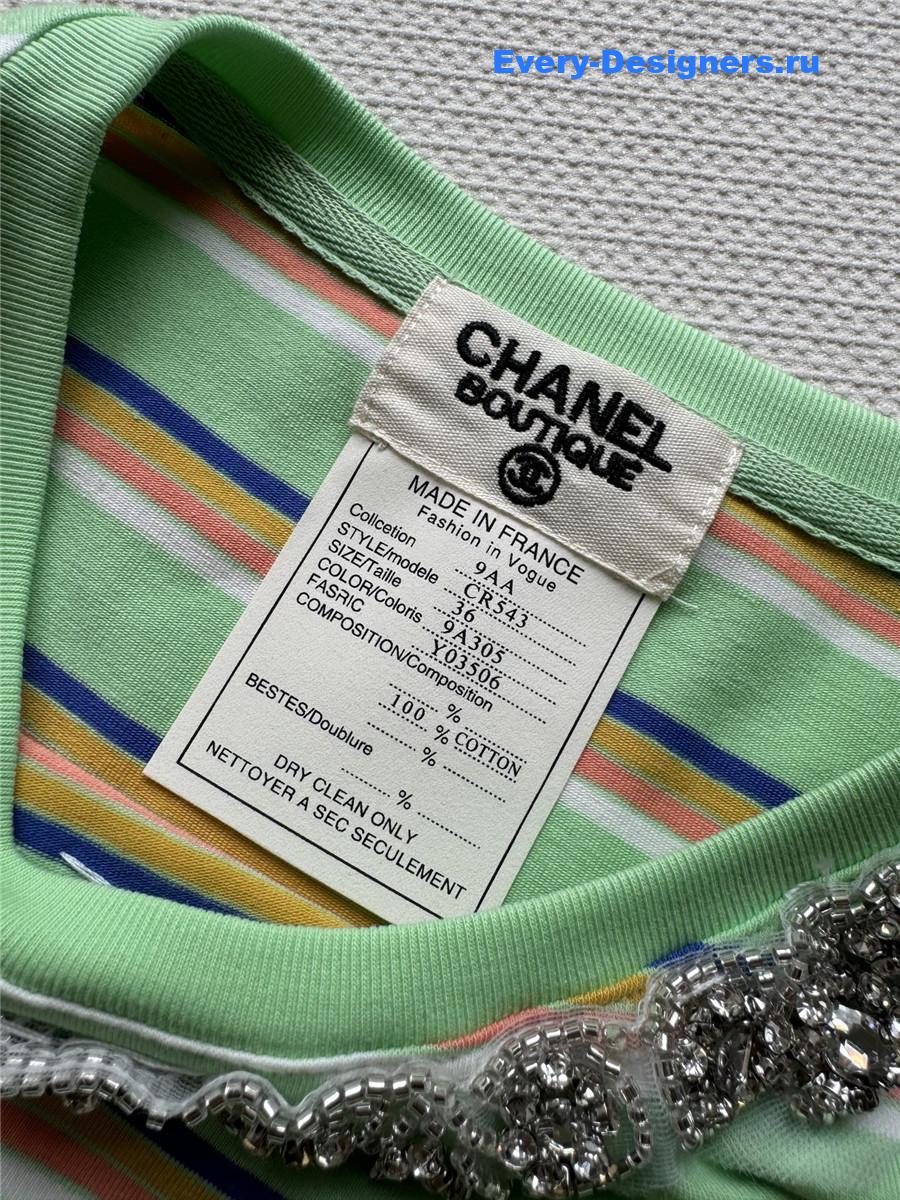 Every-Designers.ru
CHANEL
BOUTIQUE
MADE IN FRANCE
Fashion in Vogue
Collcetion 9AA
STYLE/modele CR543
SIZE/Taille 36
COLOR/Coloris 9A305
FASRIC Y03506
COMPOSITION/Composition
%
100 % COTTON
BESTES/Doublure %
%
DRY CLEAN ONLY
NETTOYER A SEC SECULEMENT